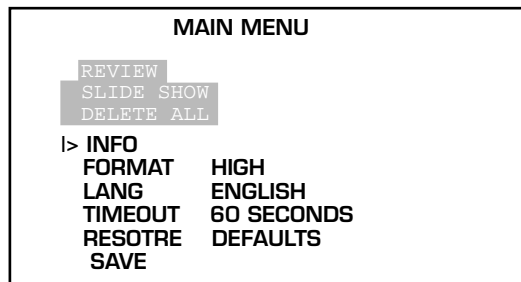 MAIN MENU
REVIEW
SLIDE SHOW
DELETE ALL
|> INFO
FORMAT HIGH
LANG ENGLISH
TIMEOUT 60 SECONDS
RESOTRE DEFAULTS
SAVE